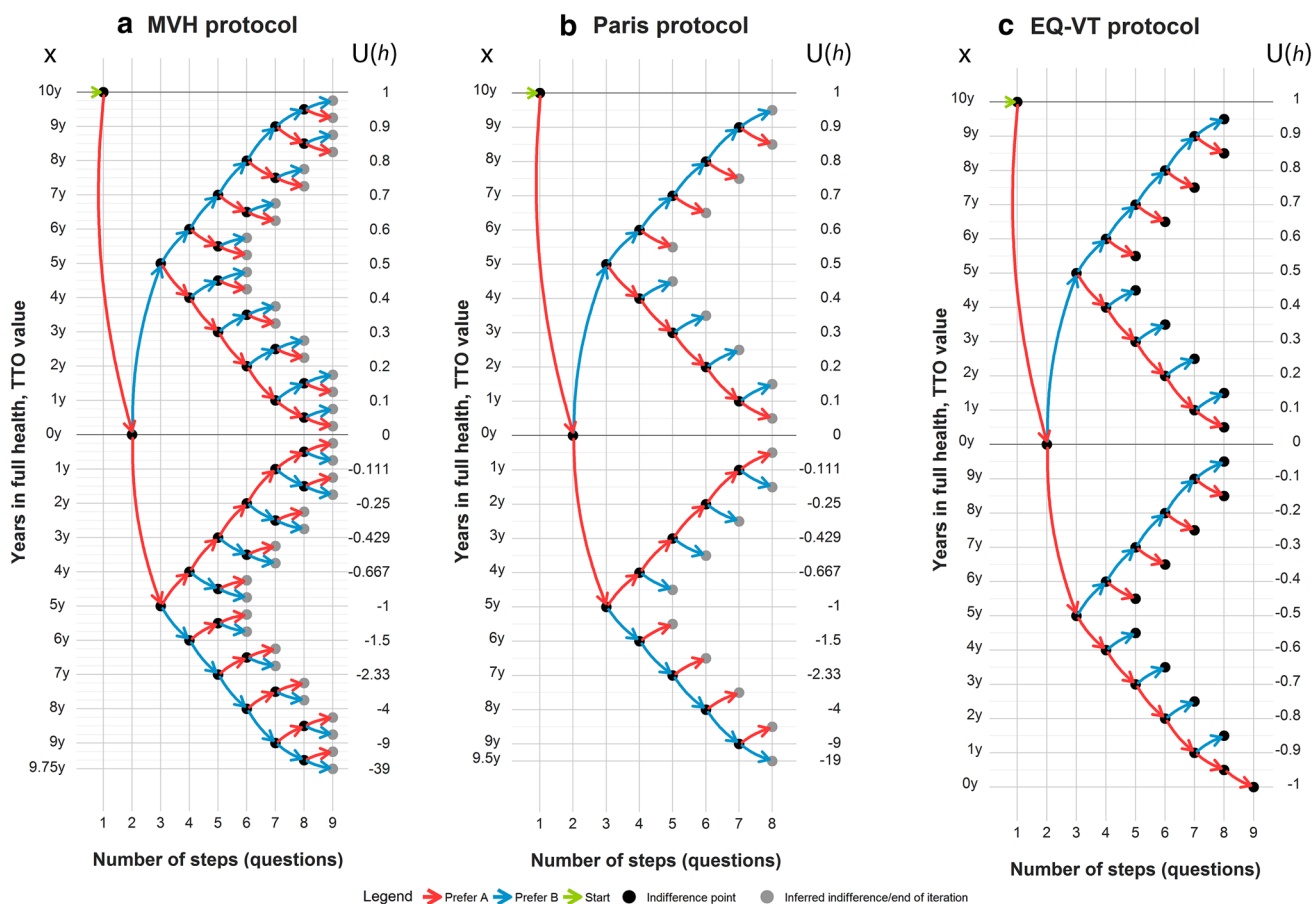 a MVH protocol
x U(h)
10y 1
9y 0.9
8y 0.8
7y 0.7
6y 0.6
5y 0.5
4y 0.4
3y 0.3
2y 0.2
1y 0.1
0y 0
1y -0.111
2y -0.25
3y -0.429
4y -0.667
5y -1
6y -1.5
7y -2.33
8y -4
9y -9
9.75y -39
Years in full health, TTO value
1 2 3 4 5 6 7 8 9
Number of steps (questions)
b Paris protocol
x U(h)
10y 1
9y 0.9
8y 0.8
7y 0.7
6y 0.6
5y 0.5
4y 0.4
3y 0.3
2y 0.2
1y 0.1
0y 0
1y -0.111
2y -0.25
3y -0.429
4y -0.667
5y -1
6y -1.5
7y -2.33
8y -4
9y -9
9.5y -19
Years in full health, TTO value
1 2 3 4 5 6 7 8
Number of steps (questions)
c EQ-VT protocol
x U(h)
10y 1
9y 0.9
8y 0.8
7y 0.7
6y 0.6
5y 0.5
4y 0.4
3y 0.3
2y 0.2
1y 0.1
0y 0
9y -0.1
8y -0.2
7y -0.3
6y -0.4
5y -0.5
4y -0.6
3y -0.7
2y -0.8
1y -0.9
0y -1
Years in full health, TTO value
1 2 3 4 5 6 7 8 9
Number of steps (questions)
Legend Prefer A Prefer B Start Indifference point Inferred indifference/end of iteration